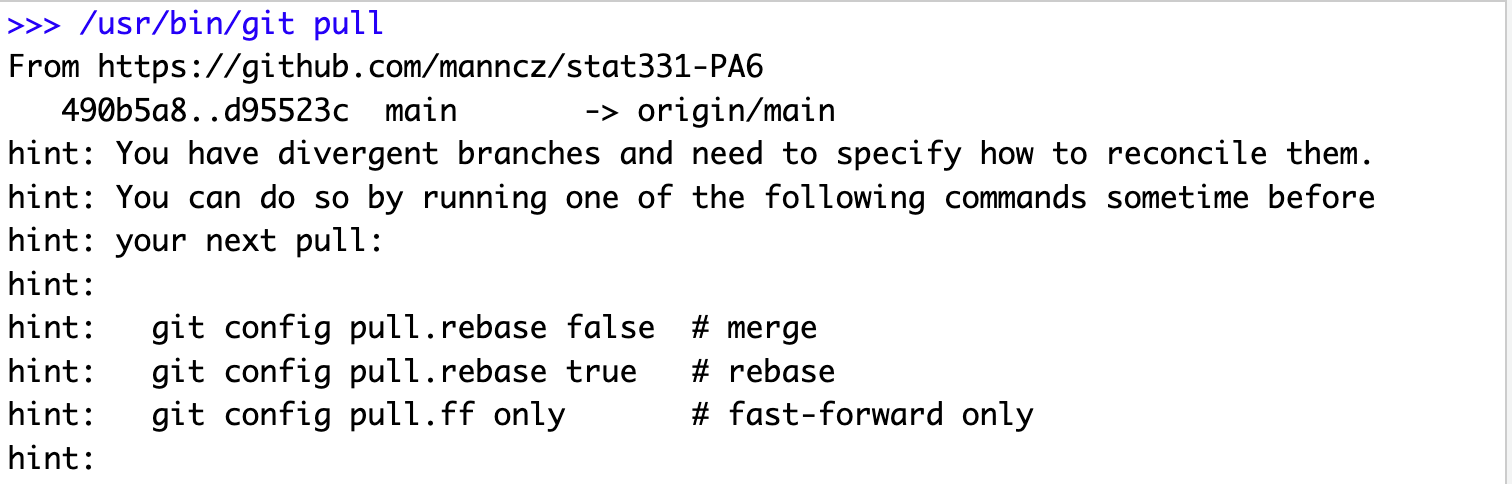 >>> /usr/bin/git pull
From https://github.com/manncz/stat331-PA6
   490b5a8..d95523c  main       -> origin/main
hint: You have divergent branches and need to specify how to reconcile them.
hint: You can do so by running one of the following commands sometime before
hint: your next pull:
hint:
hint:   git config pull.rebase false  # merge
hint:   git config pull.rebase true   # rebase
hint:   git config pull.ff only       # fast-forward only
hint: